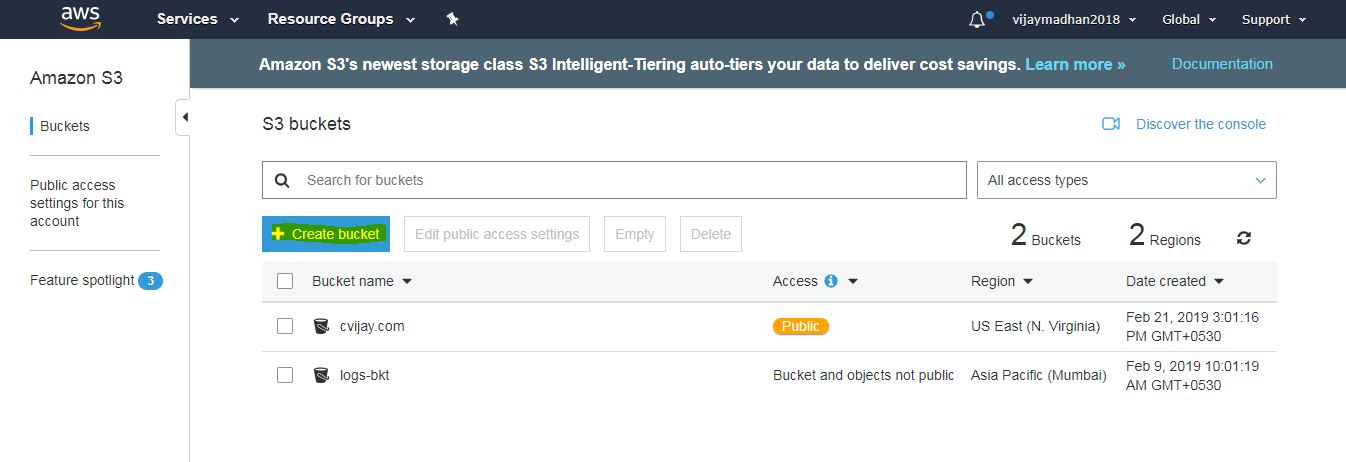 aws Services Resource Groups vijaymadhan2018 Global Support
Amazon S3
Amazon S3's newest storage class S3 Intelligent-Tiering auto-tiers your data to deliver cost savings. Learn more » Documentation
Buckets
Public access
settings for this
account
Feature spotlight 3
S3 buckets
Discover the console
Search for buckets
All access types
+ Create bucket
Edit public access settings
Empty
Delete
2 Buckets
2 Regions
Bucket name Access Region Date created
cvijay.com Public US East (N. Virginia) Feb 21, 2019 3:01:16
PM GMT+0530
logs-bkt Bucket and objects not public Asia Pacific (Mumbai) Feb 9, 2019 10:01:19
AM GMT+0530